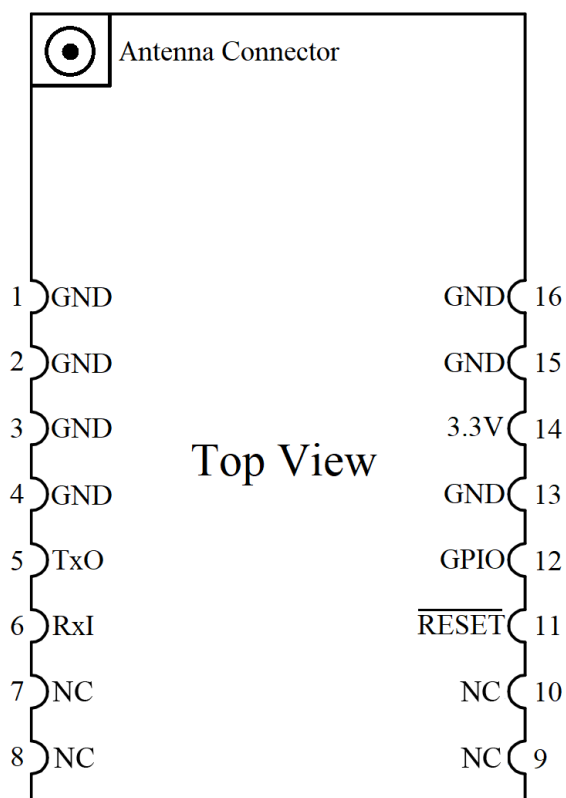 Antenna Connector
1 GND GND 16
2 GND GND 15
3 GND 3.3V 14
Top View
4 GND GND 13
5 TxO GPIO 12
6 RxI RESET 11
7 NC NC 10
8 NC NC 9